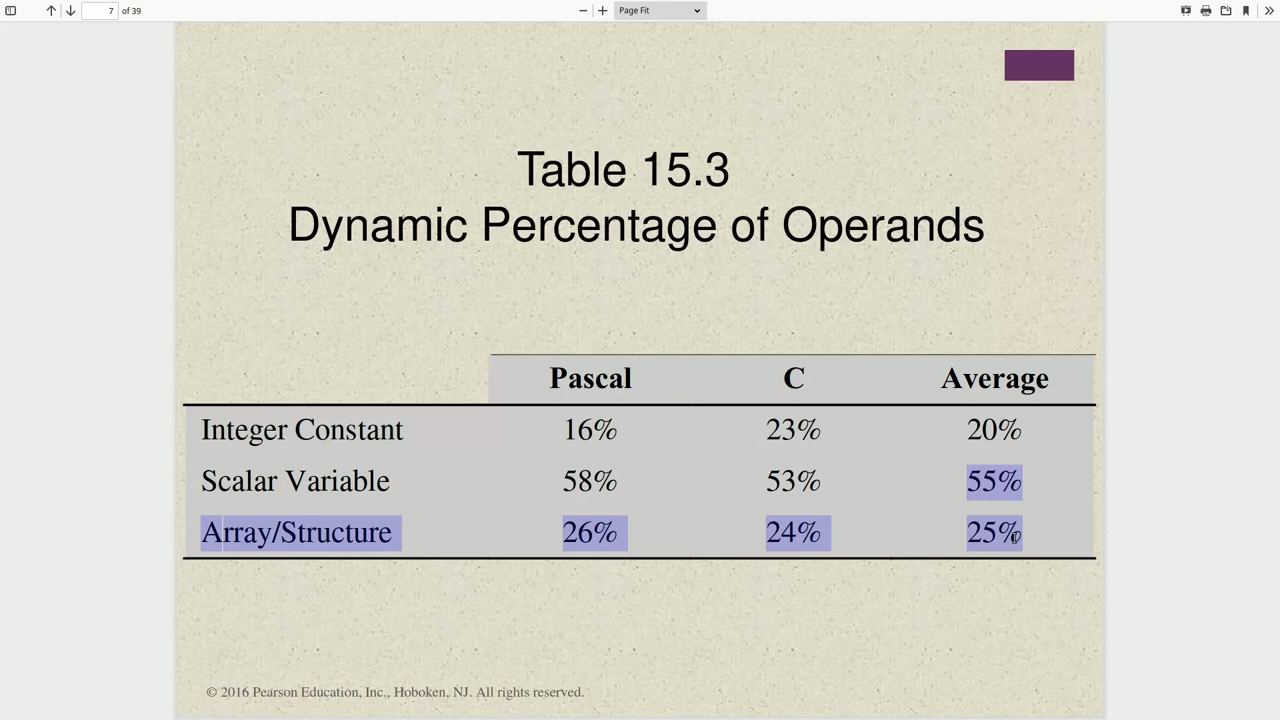 7 of 39 Page Fit
Table 15.3
Dynamic Percentage of Operands
Pascal C Average
Integer Constant 16% 23% 20%
Scalar Variable 58% 53% 55%
Array/Structure 26% 24% 25%
© 2016 Pearson Education, Inc., Hoboken, NJ. All rights reserved.